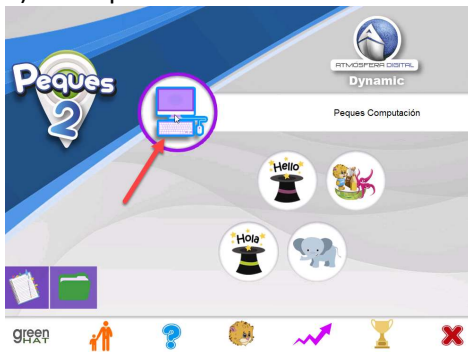 Peques
2
ATMÓSFERA DIGITAL
Dynamic
Peques Computación
Hello
Hola
green
HAT
?